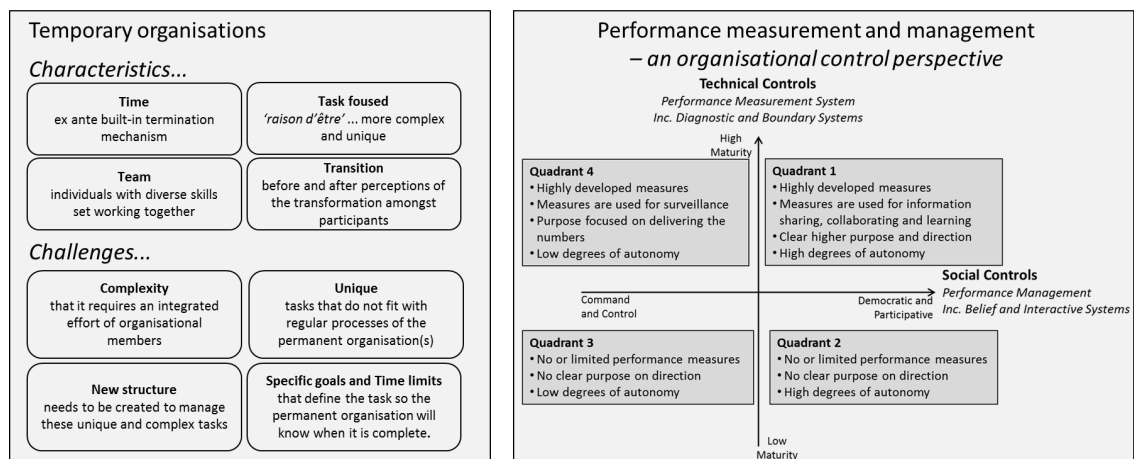 Temporary organisations
Characteristics...
Time
ex ante built-in termination
mechanism
Task foused
‘raison d’être’ ... more complex
and unique
Team
individuals with diverse skills
set working together
Transition
before and after perceptions of
the transformation amongst
participants
Challenges...
Complexity
that it requires an integrated
effort of organisational
members
Unique
tasks that do not fit with
regular processes of the
permanent organisation(s)
New structure
needs to be created to manage
these unique and complex tasks
Specific goals and Time limits
that define the task so the
permanent organisation will
know when it is complete.
Performance measurement and management
– an organisational control perspective
Technical Controls
Performance Measurement System
Inc. Diagnostic and Boundary Systems
High
Maturity
Quadrant 4
• Highly developed measures
• Measures are used for surveillance
• Purpose focused on delivering the
numbers
• Low degrees of autonomy
Quadrant 1
• Highly developed measures
• Measures are used for information
sharing, collaborating and learning
• Clear higher purpose and direction
• High degrees of autonomy
Social Controls
Performance Management
Inc. Belief and Interactive Systems
Command
and Control
Democratic and
Participative
Quadrant 3
• No or limited performance measures
• No clear purpose on direction
• Low degrees of autonomy
Quadrant 2
• No or limited performance measures
• No clear purpose on direction
• High degrees of autonomy
Low
Maturity